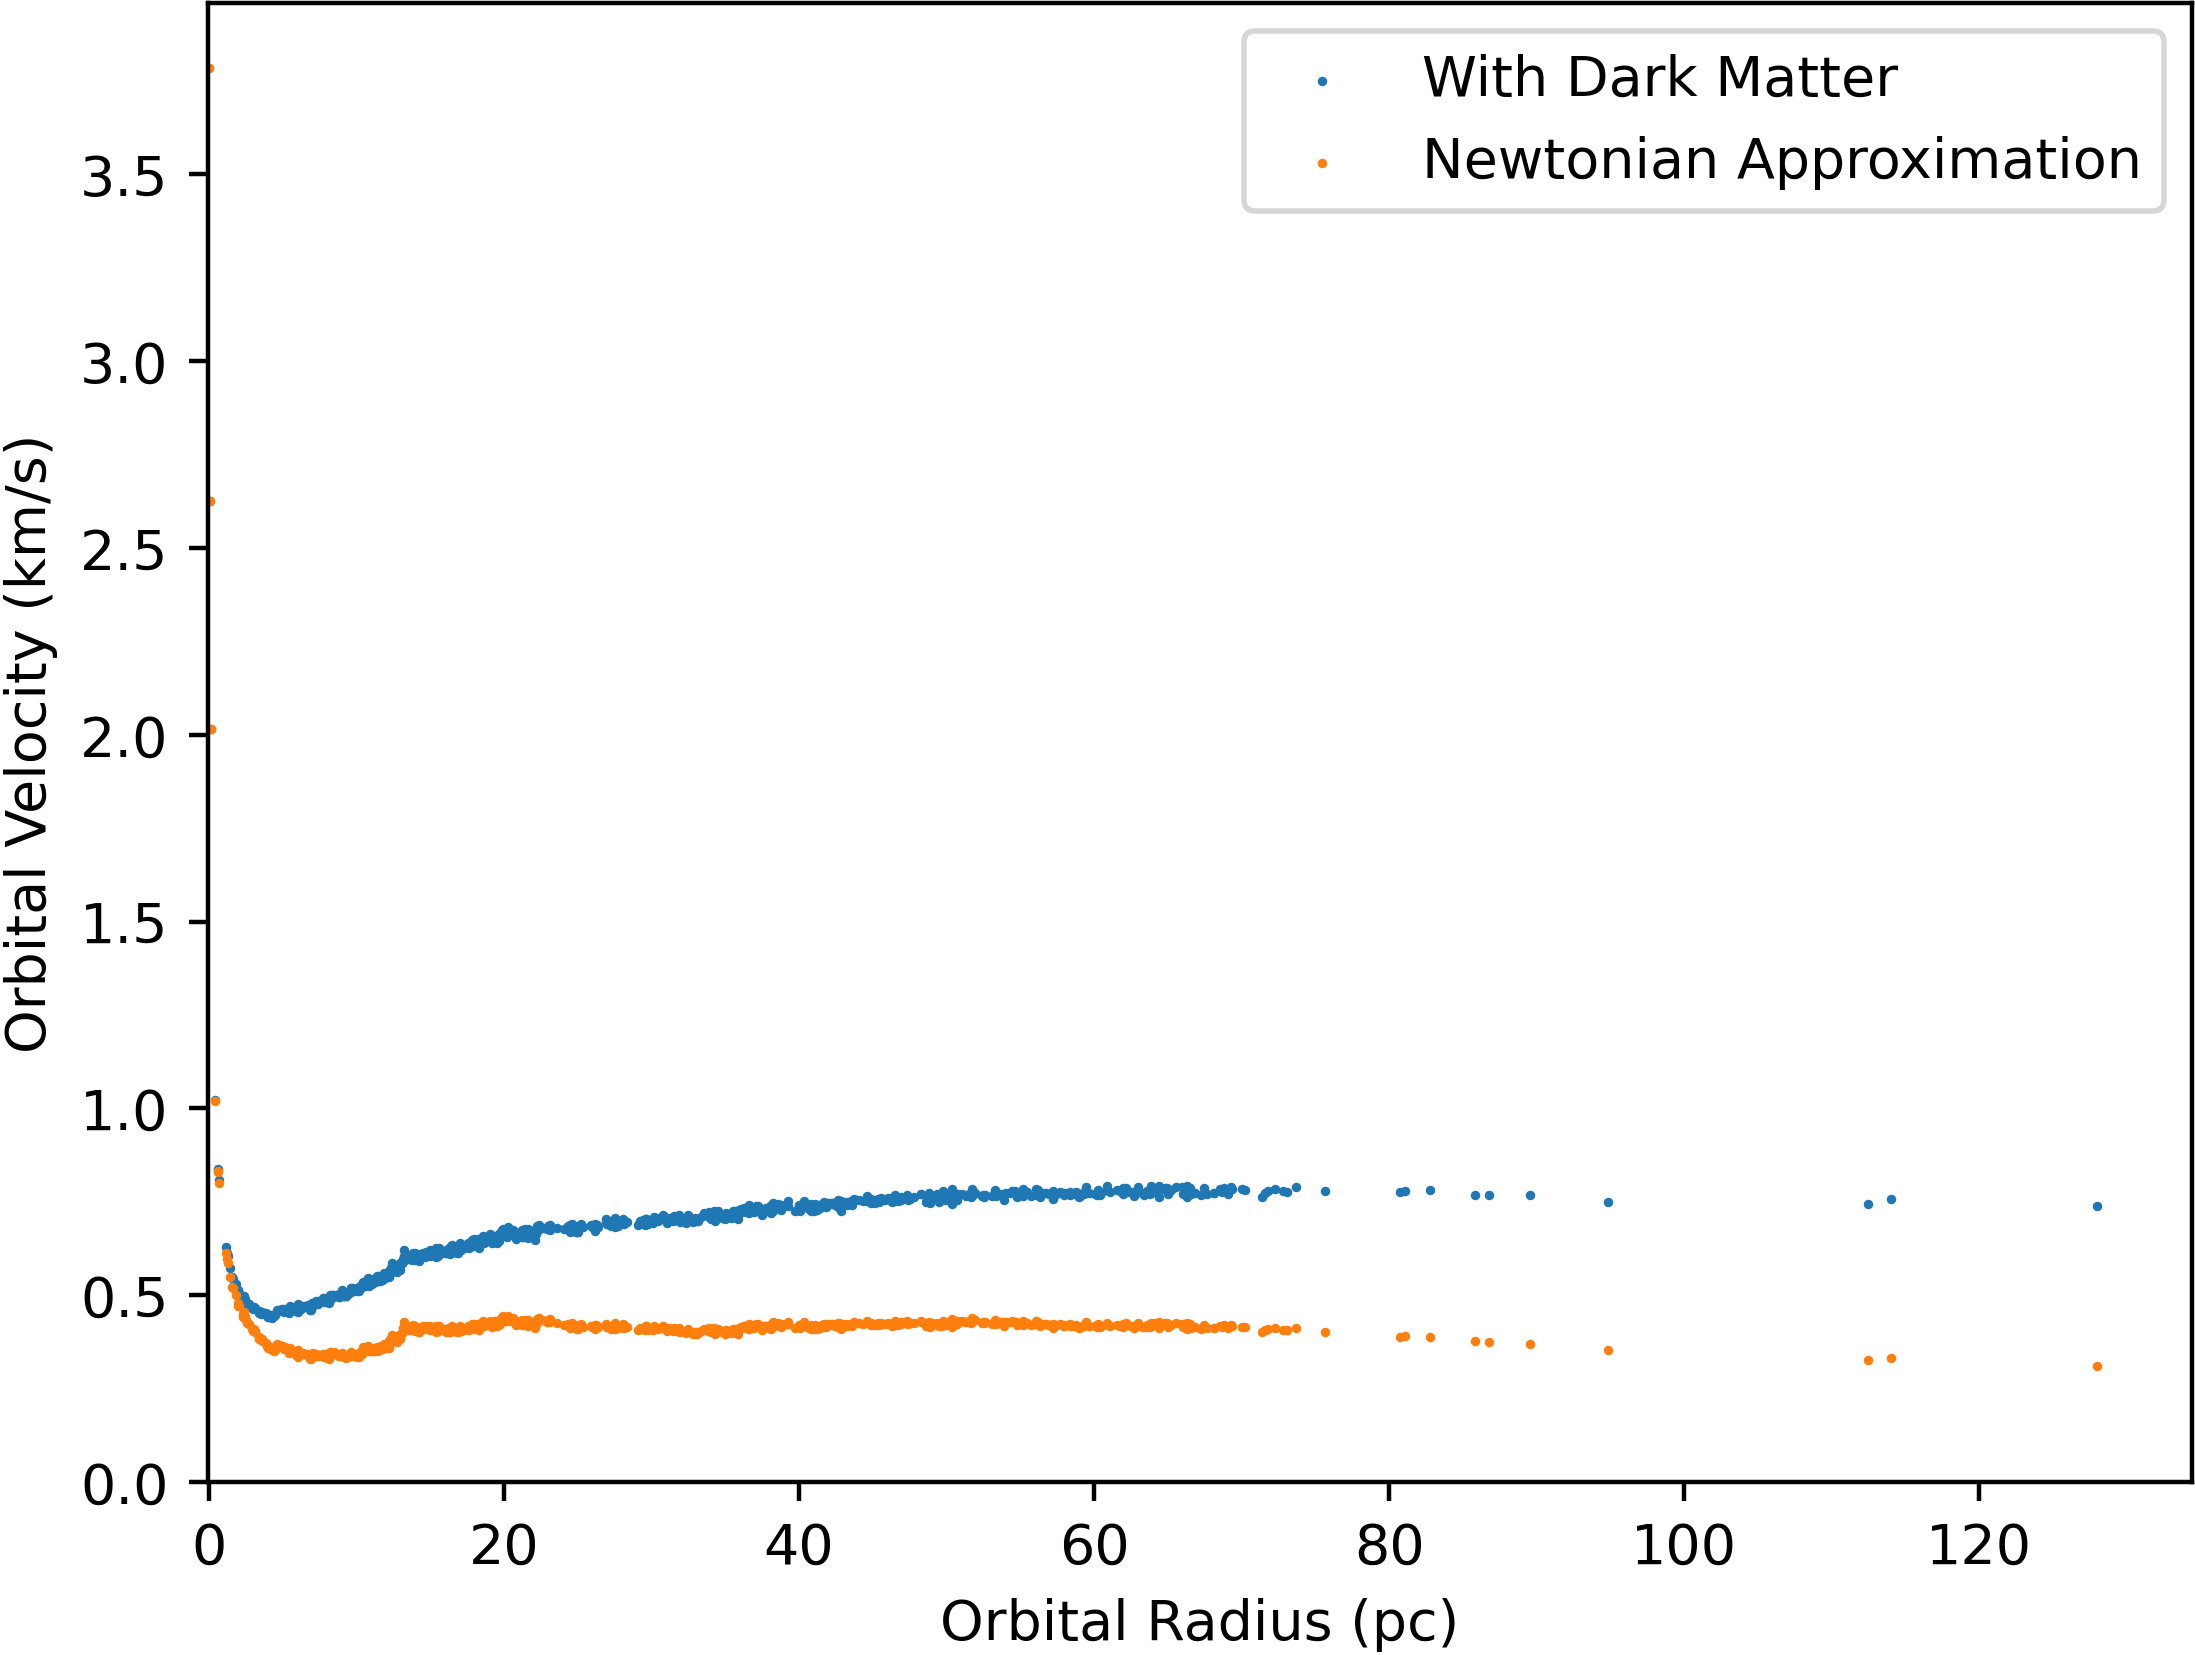 With Dark Matter
Newtonian Approximation
3.5
3.0
2.5
2.0
1.5
1.0
0.5
0.0
Orbital Velocity (km/s)
0 20 40 60 80 100 120
Orbital Radius (pc)